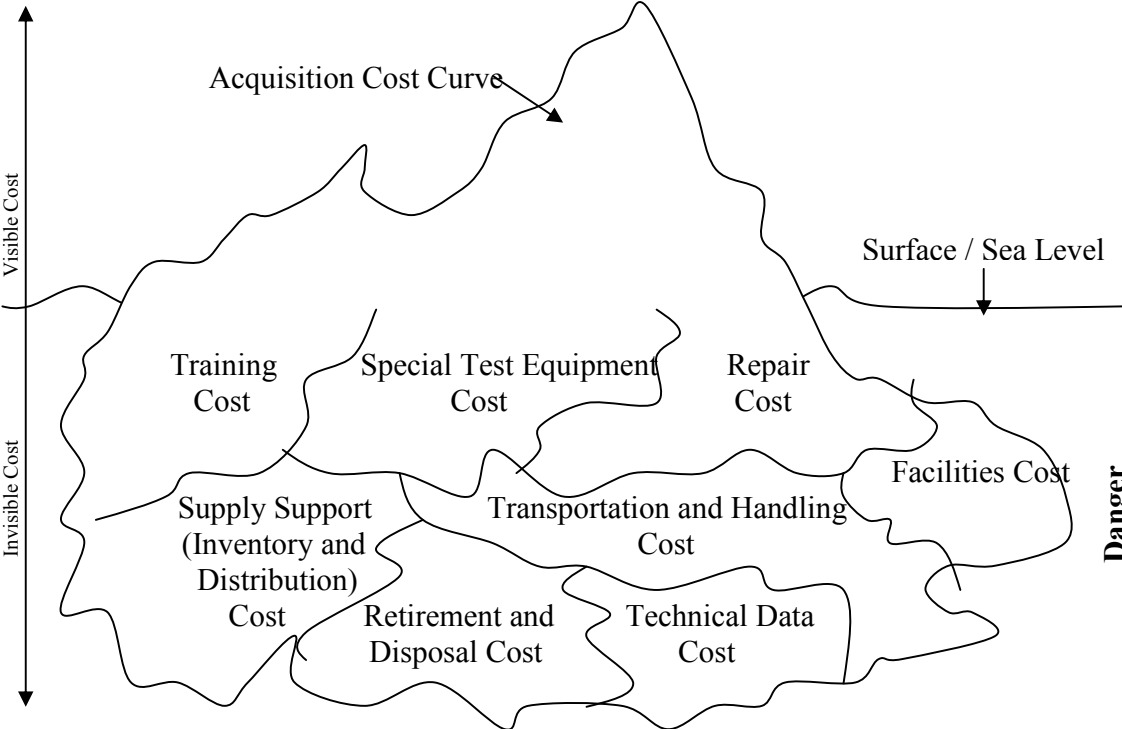 Acquisition Cost Curve
Visible Cost
Surface / Sea Level
Training
Cost
Special Test Equipment
Cost
Repair
Cost
Invisible Cost
Facilities Cost
Danger
Supply Support
(Inventory and
Distribution)
Cost
Transportation and Handling
Cost
Retirement and
Disposal Cost
Technical Data
Cost